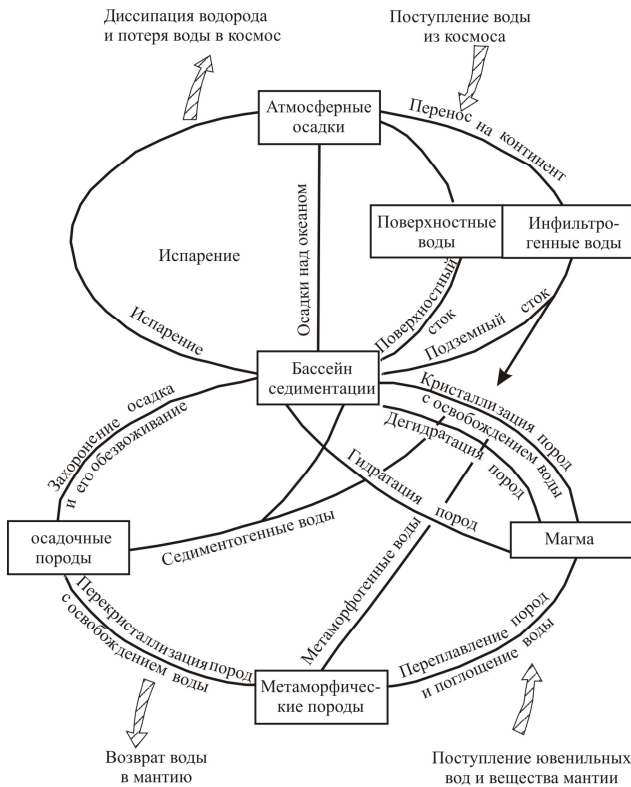 Диссипация водорода
и потеря воды в космос
Поступление воды
из космоса
Атмосферные
осадки
Перенос на континент
Осадки над океаном
Поверхностные
воды
Инфильтро-
генные воды
Испарение
Испарение
Поверхностный
сток
Подземный сток
Бассейн
седиментации
Захоронение осадка
и его обезвоживание
Кристаллизация пород
с освобождением воды
Дегидратация пород
Гидратация пород
осадочные
породы
Седиментогенные воды
Метаморфогенные воды
Магма
Перекристаллизация пород
с освобождением воды
Метаморфичес-
кие породы
Переплавление пород
и поглощение воды
Возврат воды
в мантию
Поступление ювенильных
вод и вещества мантии